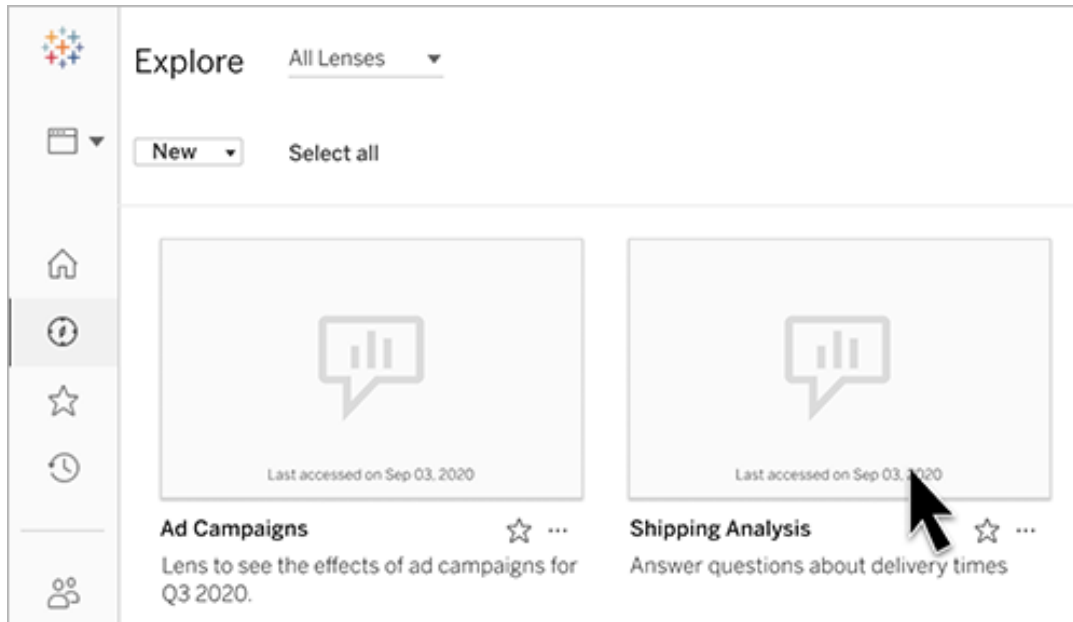 Explore
All Lenses
New
Select all
Last accessed on Sep 03, 2020
Last accessed on Sep 03, 2020
Ad Campaigns
Lens to see the effects of ad campaigns for
Q3 2020.
Shipping Analysis
Answer questions about delivery times